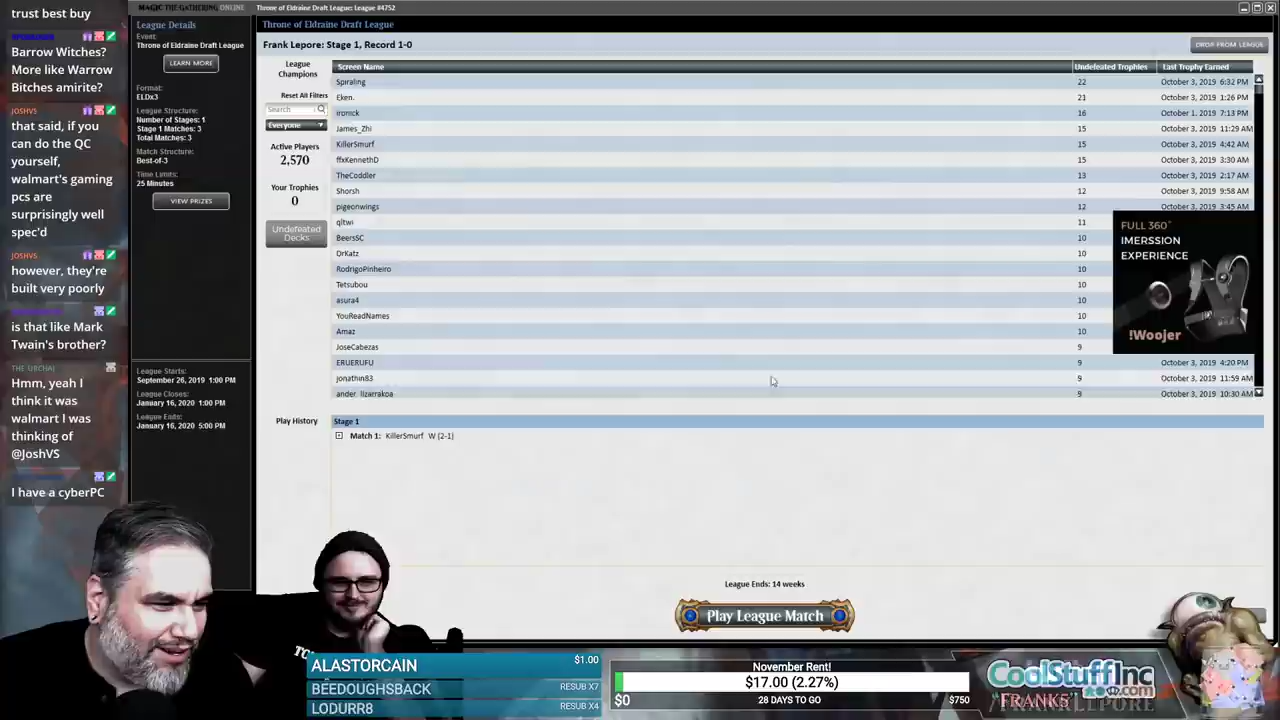 trust best buy
Barrow Witches?
More like Warrow
Bitches amirite?
JOSHVS
that said, if you
can do the QC
yourself,
walmart's gaming
pcs are
surprisingly well
spec'd
JOSHVS
however, they're
built very poorly
is that like Mark
Twain's brother?
THE URCHAI
Hmm, yeah I
think it was
walmart I was
thinking of
@JoshVS
I have a cyberPC
MAGIC THE GATHERING ONLINE
Throne of Eldraine Draft League: League #4752
League Details
Event:
Throne of Eldraine Draft League
LEARN MORE
Format:
ELDx3
League Structure:
Number of Stages: 1
Stage 1 Matches: 3
Total Matches: 3
Match Structure:
Best-of-3
Time Limits:
25 Minutes
VIEW PRIZES
League Starts:
September 26, 2019 1:00 PM
League Closes:
January 16, 2020 1:00 PM
League Ends:
January 16, 2020 5:00 PM
Throne of Eldraine Draft League
Frank Lepore: Stage 1, Record 1-0
DROP FROM LEAGUE
League
Champions
Reset All Filters
Search
Everyone
Active Players
2,570
Your Trophies
0
Undefeated
Decks
Screen Name Undefeated Trophies Last Trophy Earned
Spiraling 22 October 3, 2019 6:32 PM
Eken. 21 October 3, 2019 1:26 PM
ironick 16 October 1, 2019 7:13 PM
James_Zhi 15 October 3, 2019 11:29 AM
KillerSmurf 15 October 3, 2019 4:42 AM
ffxKennethD 15 October 3, 2019 3:30 AM
TheCoddler 13 October 3, 2019 2:17 AM
Shorsh 12 October 3, 2019 9:58 AM
pigeonwings 12 October 3, 2019 3:45 AM
qltwi 11
BeersSC 10
DrKatz 10
RodrigoPinheiro 10
Tetsubou 10
asura4 10
YouReadNames 10
Amaz 10
JoseCabezas 9
ERUERUFU 9 October 3, 2019 4:20 PM
jonathin83 9 October 3, 2019 11:59 AM
ander_lizarrakoa 9 October 3, 2019 10:30 AM
FULL 360°
IMERSSION
EXPERIENCE
!Woojer
Play History
Stage 1
Match 1: KillerSmurf W (2-1)
League Ends: 14 weeks
Play League Match
ALASTORCAIN $1.00
BEEDOUGHSBACK RESUB X7
LODURR8 RESUB X4
November Rent!
$17.00 (2.27%)
$0 28 DAYS TO GO $750
CoolStuffInc
.com
FRANK5
/FRANKLEPORE